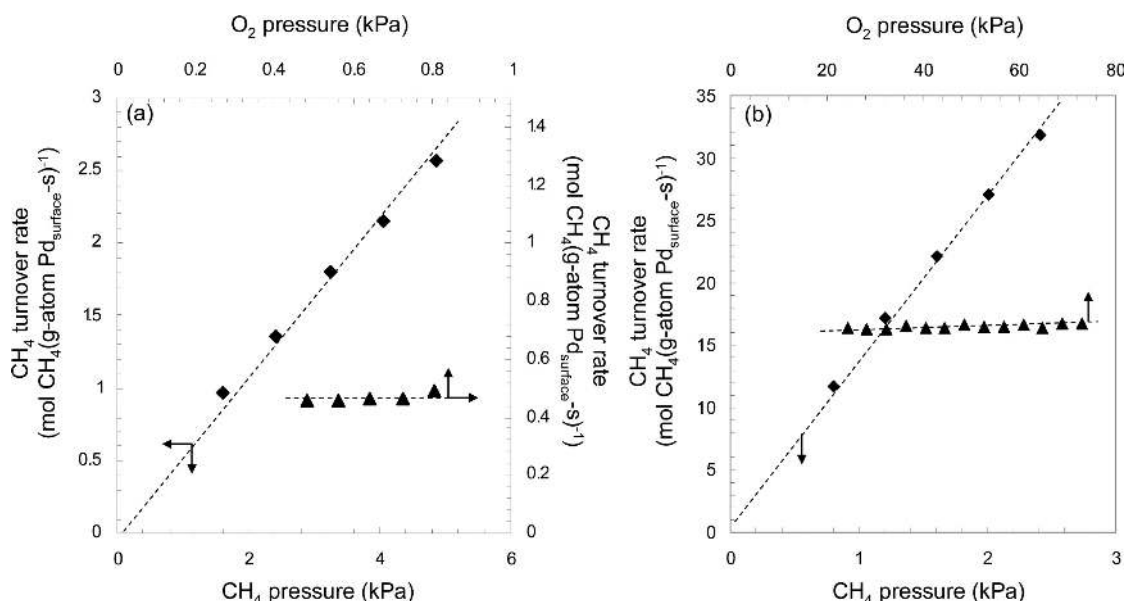 O₂ pressure (kPa)
0 0.2 0.4 0.6 0.8 1
(a)
CH₄ turnover rate
(mol CH₄(g-atom Pd_surface-s)⁻¹)
3
2.5
2
1.5
1
0.5
0
14
12
1
0.8
0.6
0.4
0.2
0
CH₄ turnover rate
(mol CH₄(g-atom Pd_surface-s)⁻¹)
0 2 4 6
CH₄ pressure (kPa)
O₂ pressure (kPa)
0 20 40 60 80
(b)
CH₄ turnover rate
(mol CH₄(g-atom Pd_surface-s)⁻¹)
35
30
25
20
15
10
5
0
0 1 2 3
CH₄ pressure (kPa)